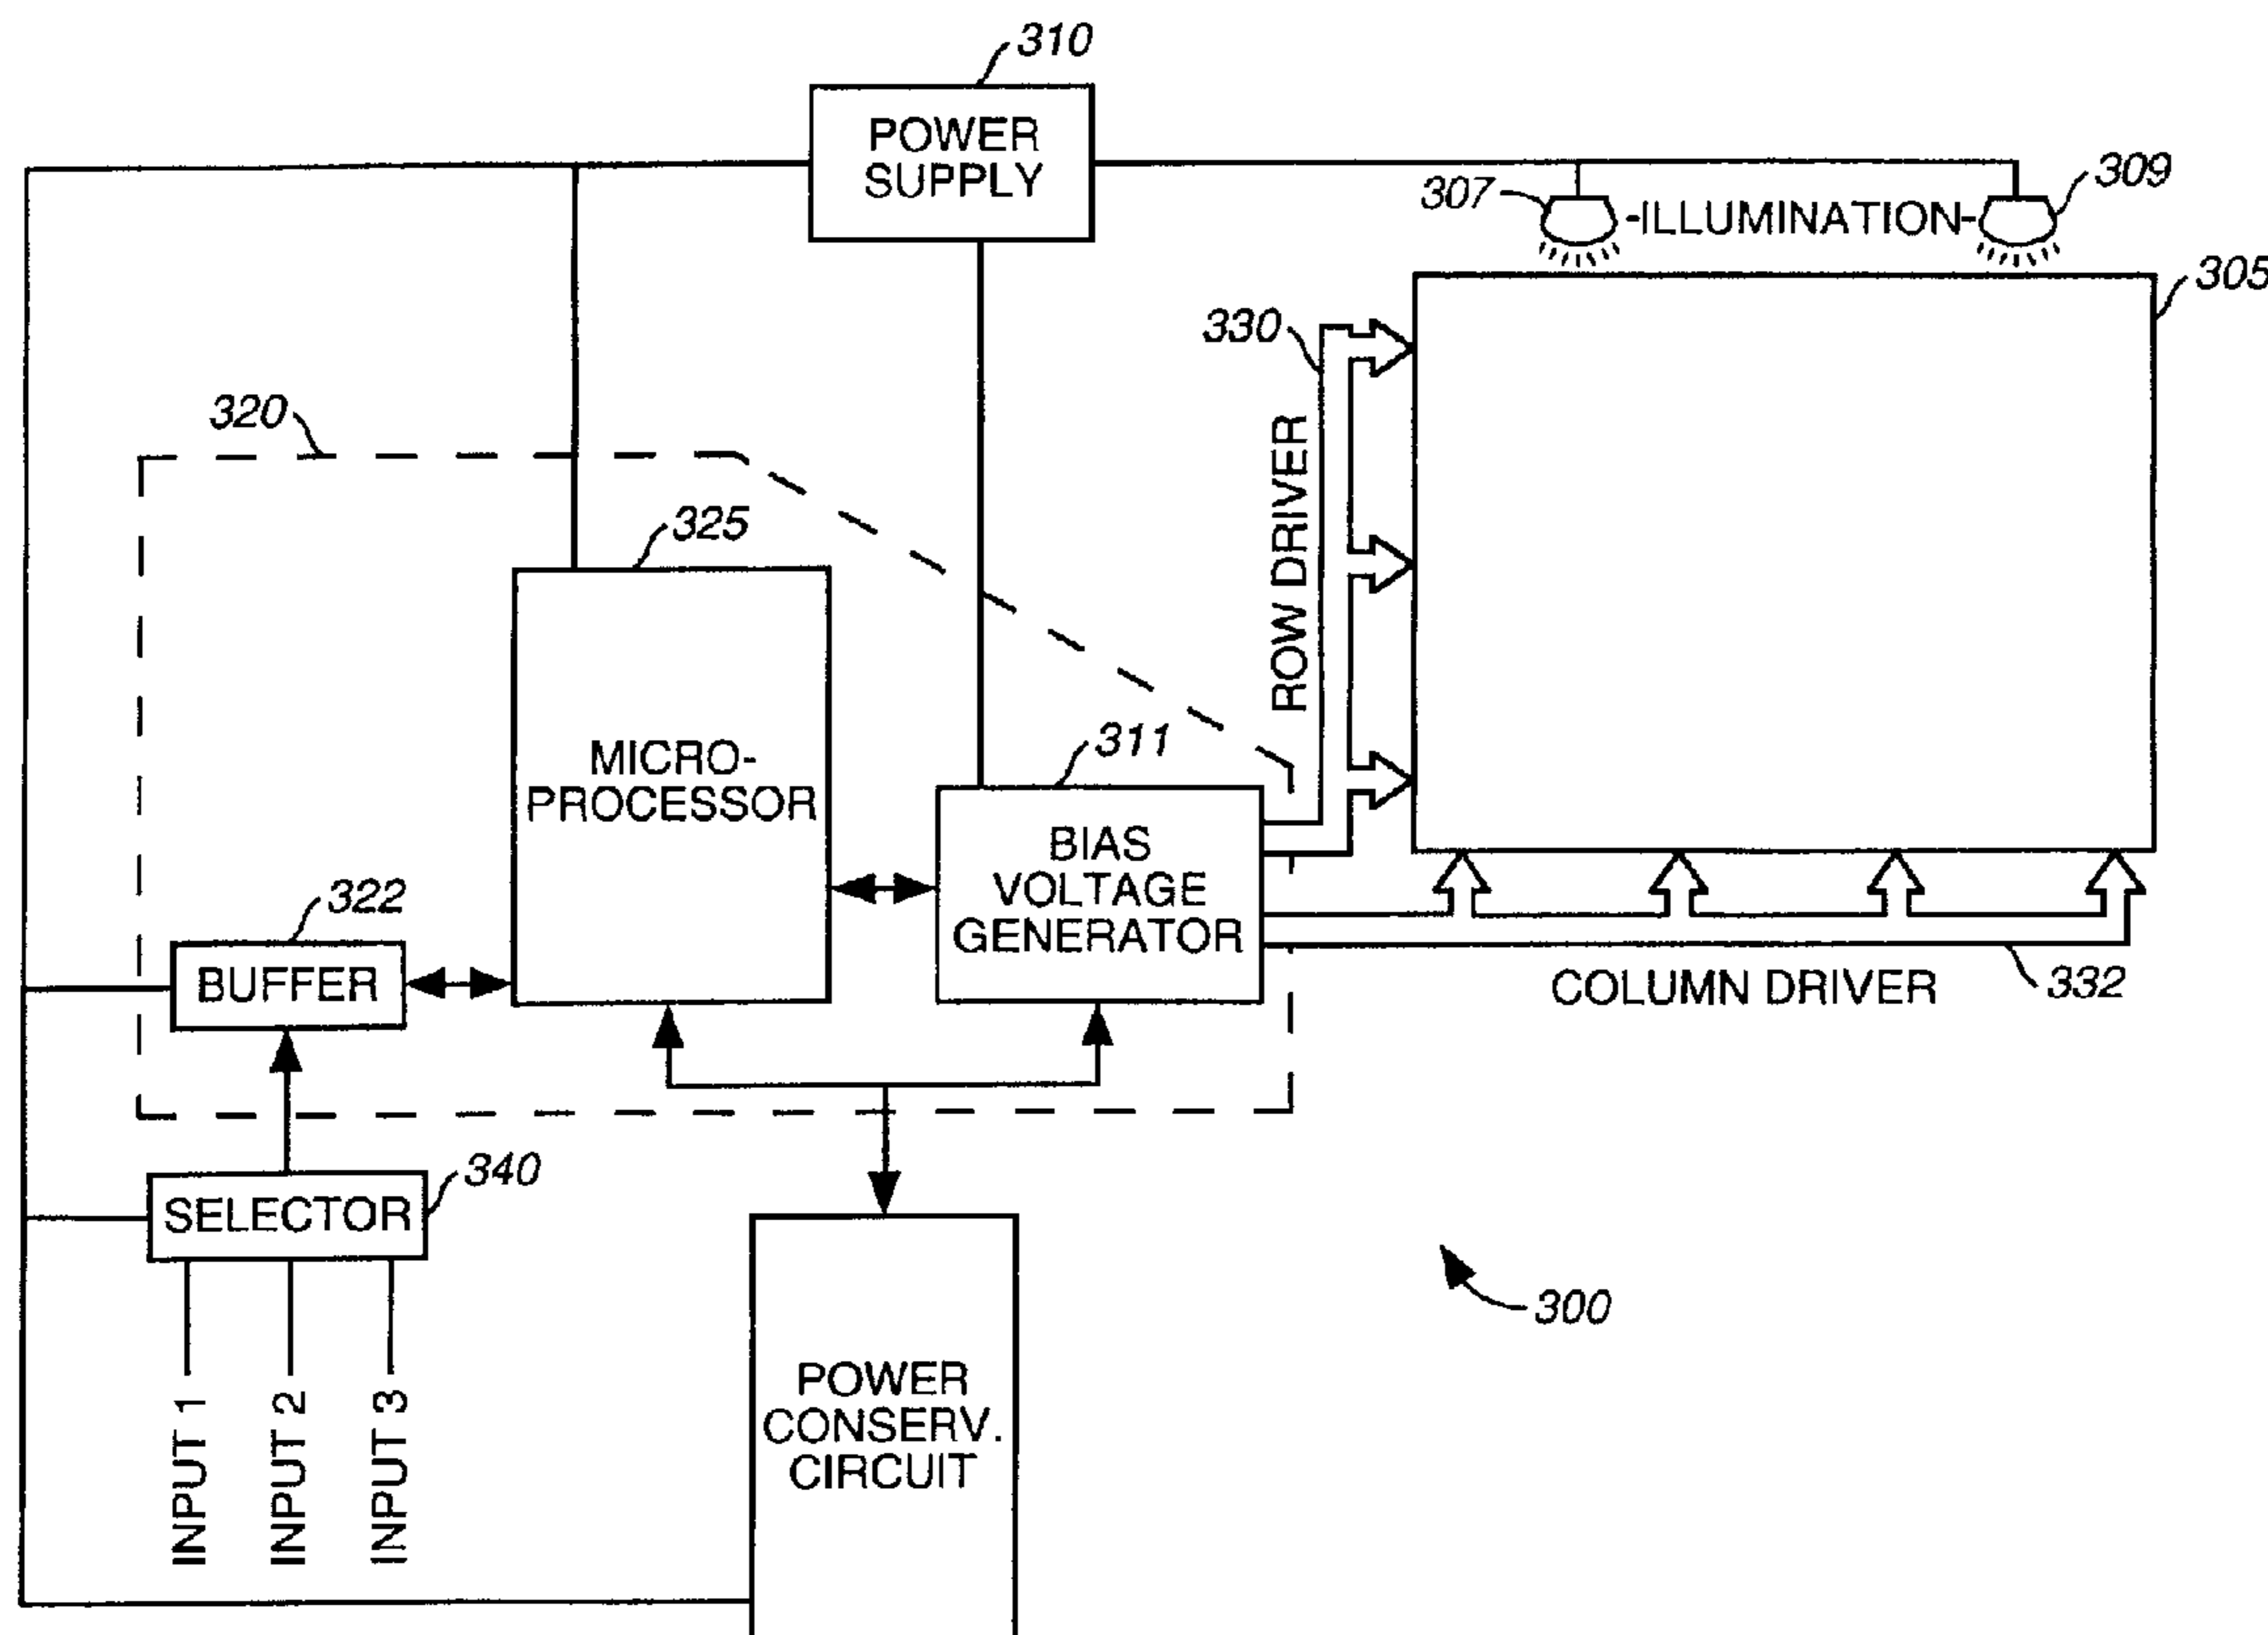 310
POWER
SUPPLY
307
-ILLUMINATION-
309
305
330
ROW DRIVER
320
325
MICRO-
PROCESSOR
311
BIAS
VOLTAGE
GENERATOR
322
BUFFER
COLUMN DRIVER
332
340
SELECTOR
INPUT 1
INPUT 2
INPUT 3
POWER
CONSERV.
CIRCUIT
300